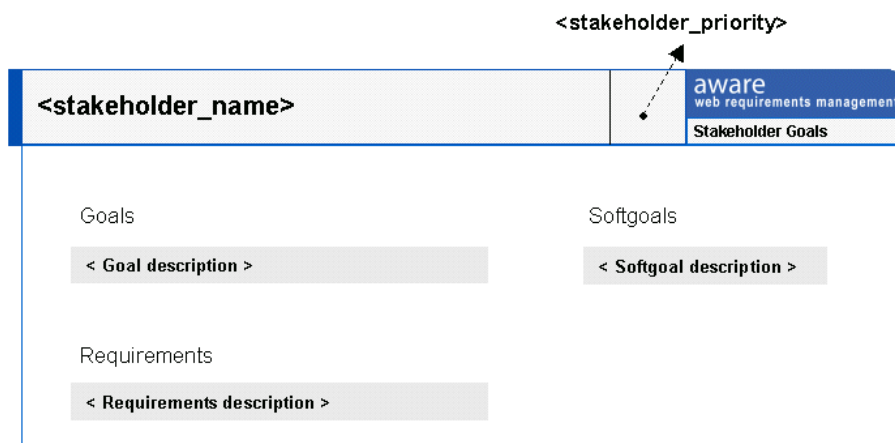 <stakeholder_priority>
<stakeholder_name>
aware
web requirements management
Stakeholder Goals
Goals
Softgoals
< Goal description >
< Softgoal description >
Requirements
< Requirements description >